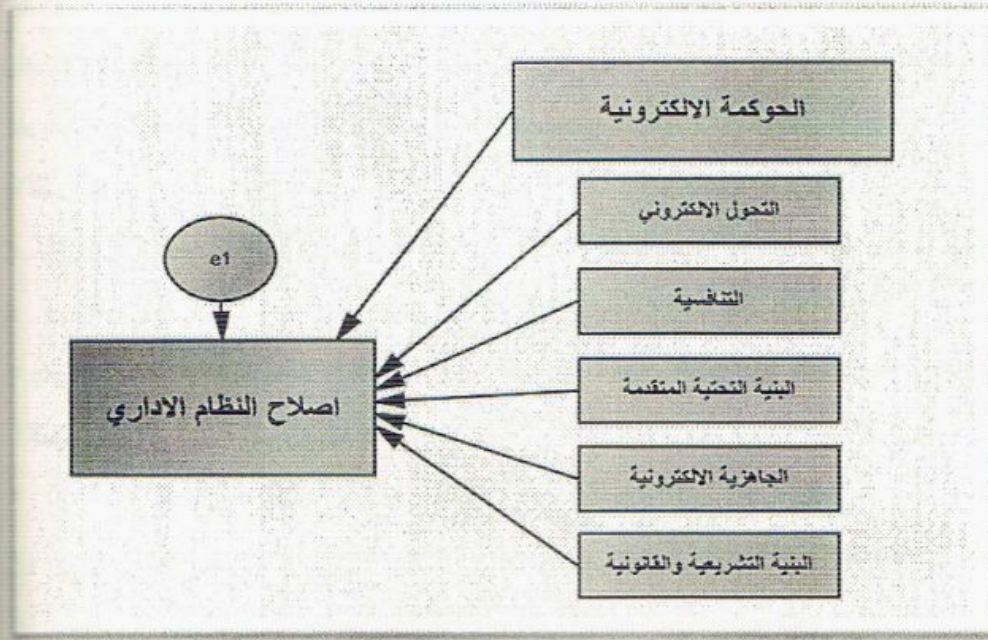 الحوكمة الالكترونية
التحول الالكتروني
e1
التنافسية
البنية التحتية المتقدمة
اصلاح النظام الاداري
الجاهزية الالكترونية
البنية التشريعية والقانونية